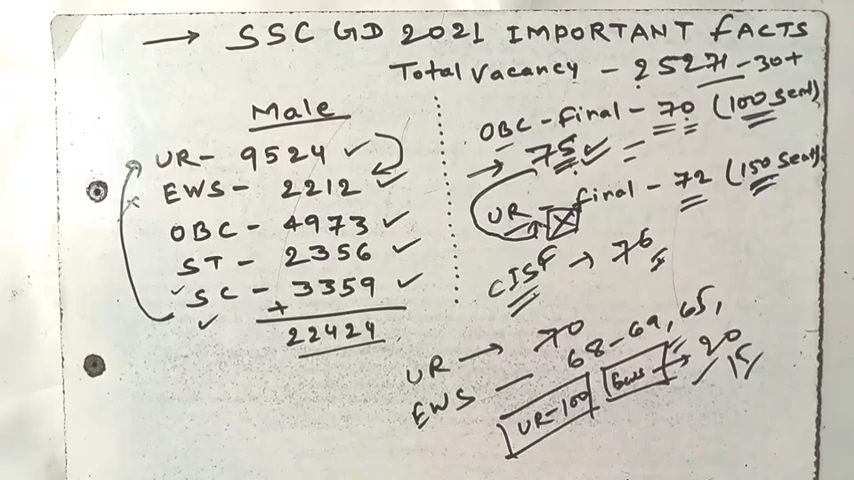 → SSC GD 2021 IMPORTANT FACTS
Total Vacancy - 25271 - 30+
Male
UR - 9524 ✓
EWS - 2212 ✓
OBC - 4973 ✓
ST - 2356 ✓
✓ SC - 3359 ✓
+
22424
OBC - final - 70 (100 Seat)
→ 75 ✓ =
UR - final - 72 (150 Seat)
CISF → 76
UR → 70
EWS — 68-69, 65,
UR-100 EWS → 20
15